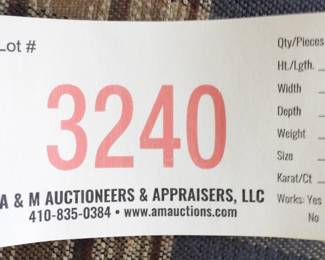 Lot #
3240
A & M AUCTIONEERS & APPRAISERS, LLC
410-835-0384 • www.amauctions.com
Qty/Pieces
Ht./Lgth.
Width
Depth
Weight
Size
Karat/Ct
Works: Yes
No